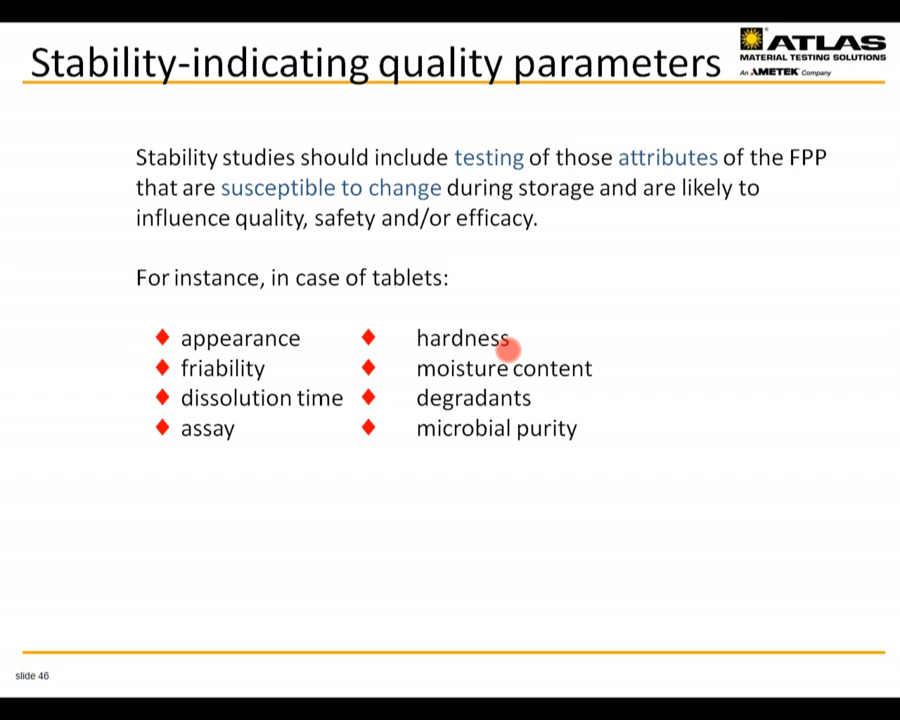 Stability-indicating quality parameters
ATLAS
MATERIAL TESTING SOLUTIONS
An AMETEK Company
Stability studies should include testing of those attributes of the FPP
that are susceptible to change during storage and are likely to
influence quality, safety and/or efficacy.
For instance, in case of tablets:
♦ appearance ♦ hardness
♦ friability ♦ moisture content
♦ dissolution time ♦ degradants
♦ assay ♦ microbial purity
slide 46